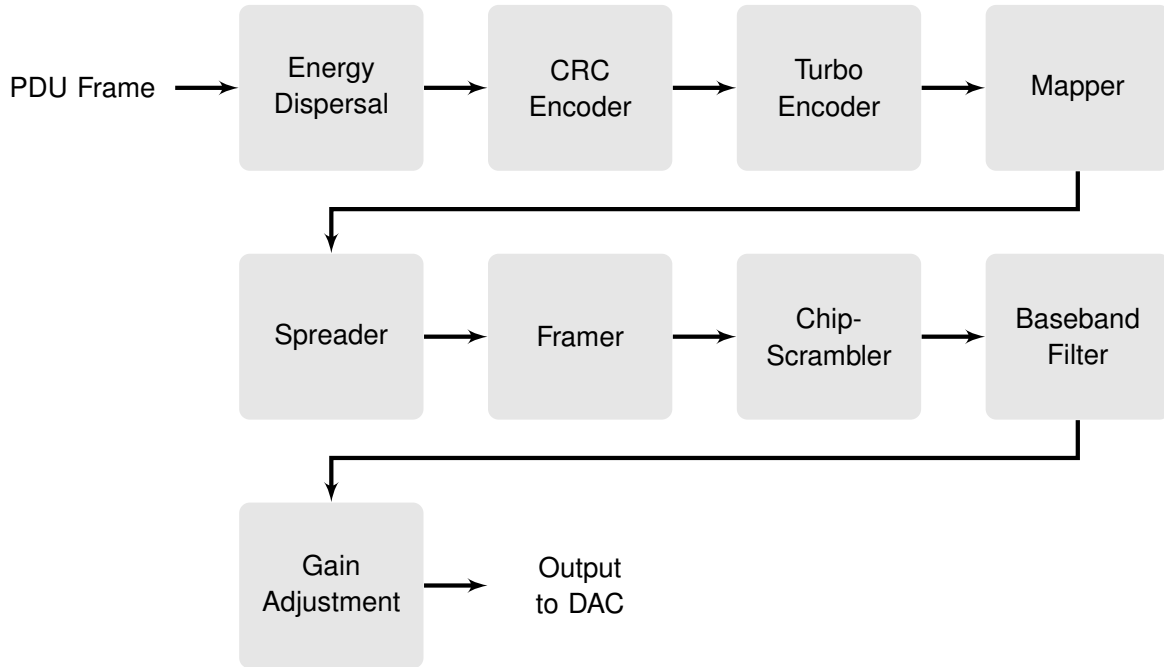 PDU Frame
Energy
Dispersal
CRC
Encoder
Turbo
Encoder
Mapper
Spreader
Framer
Chip-
Scrambler
Baseband
Filter
Gain
Adjustment
Output
to DAC